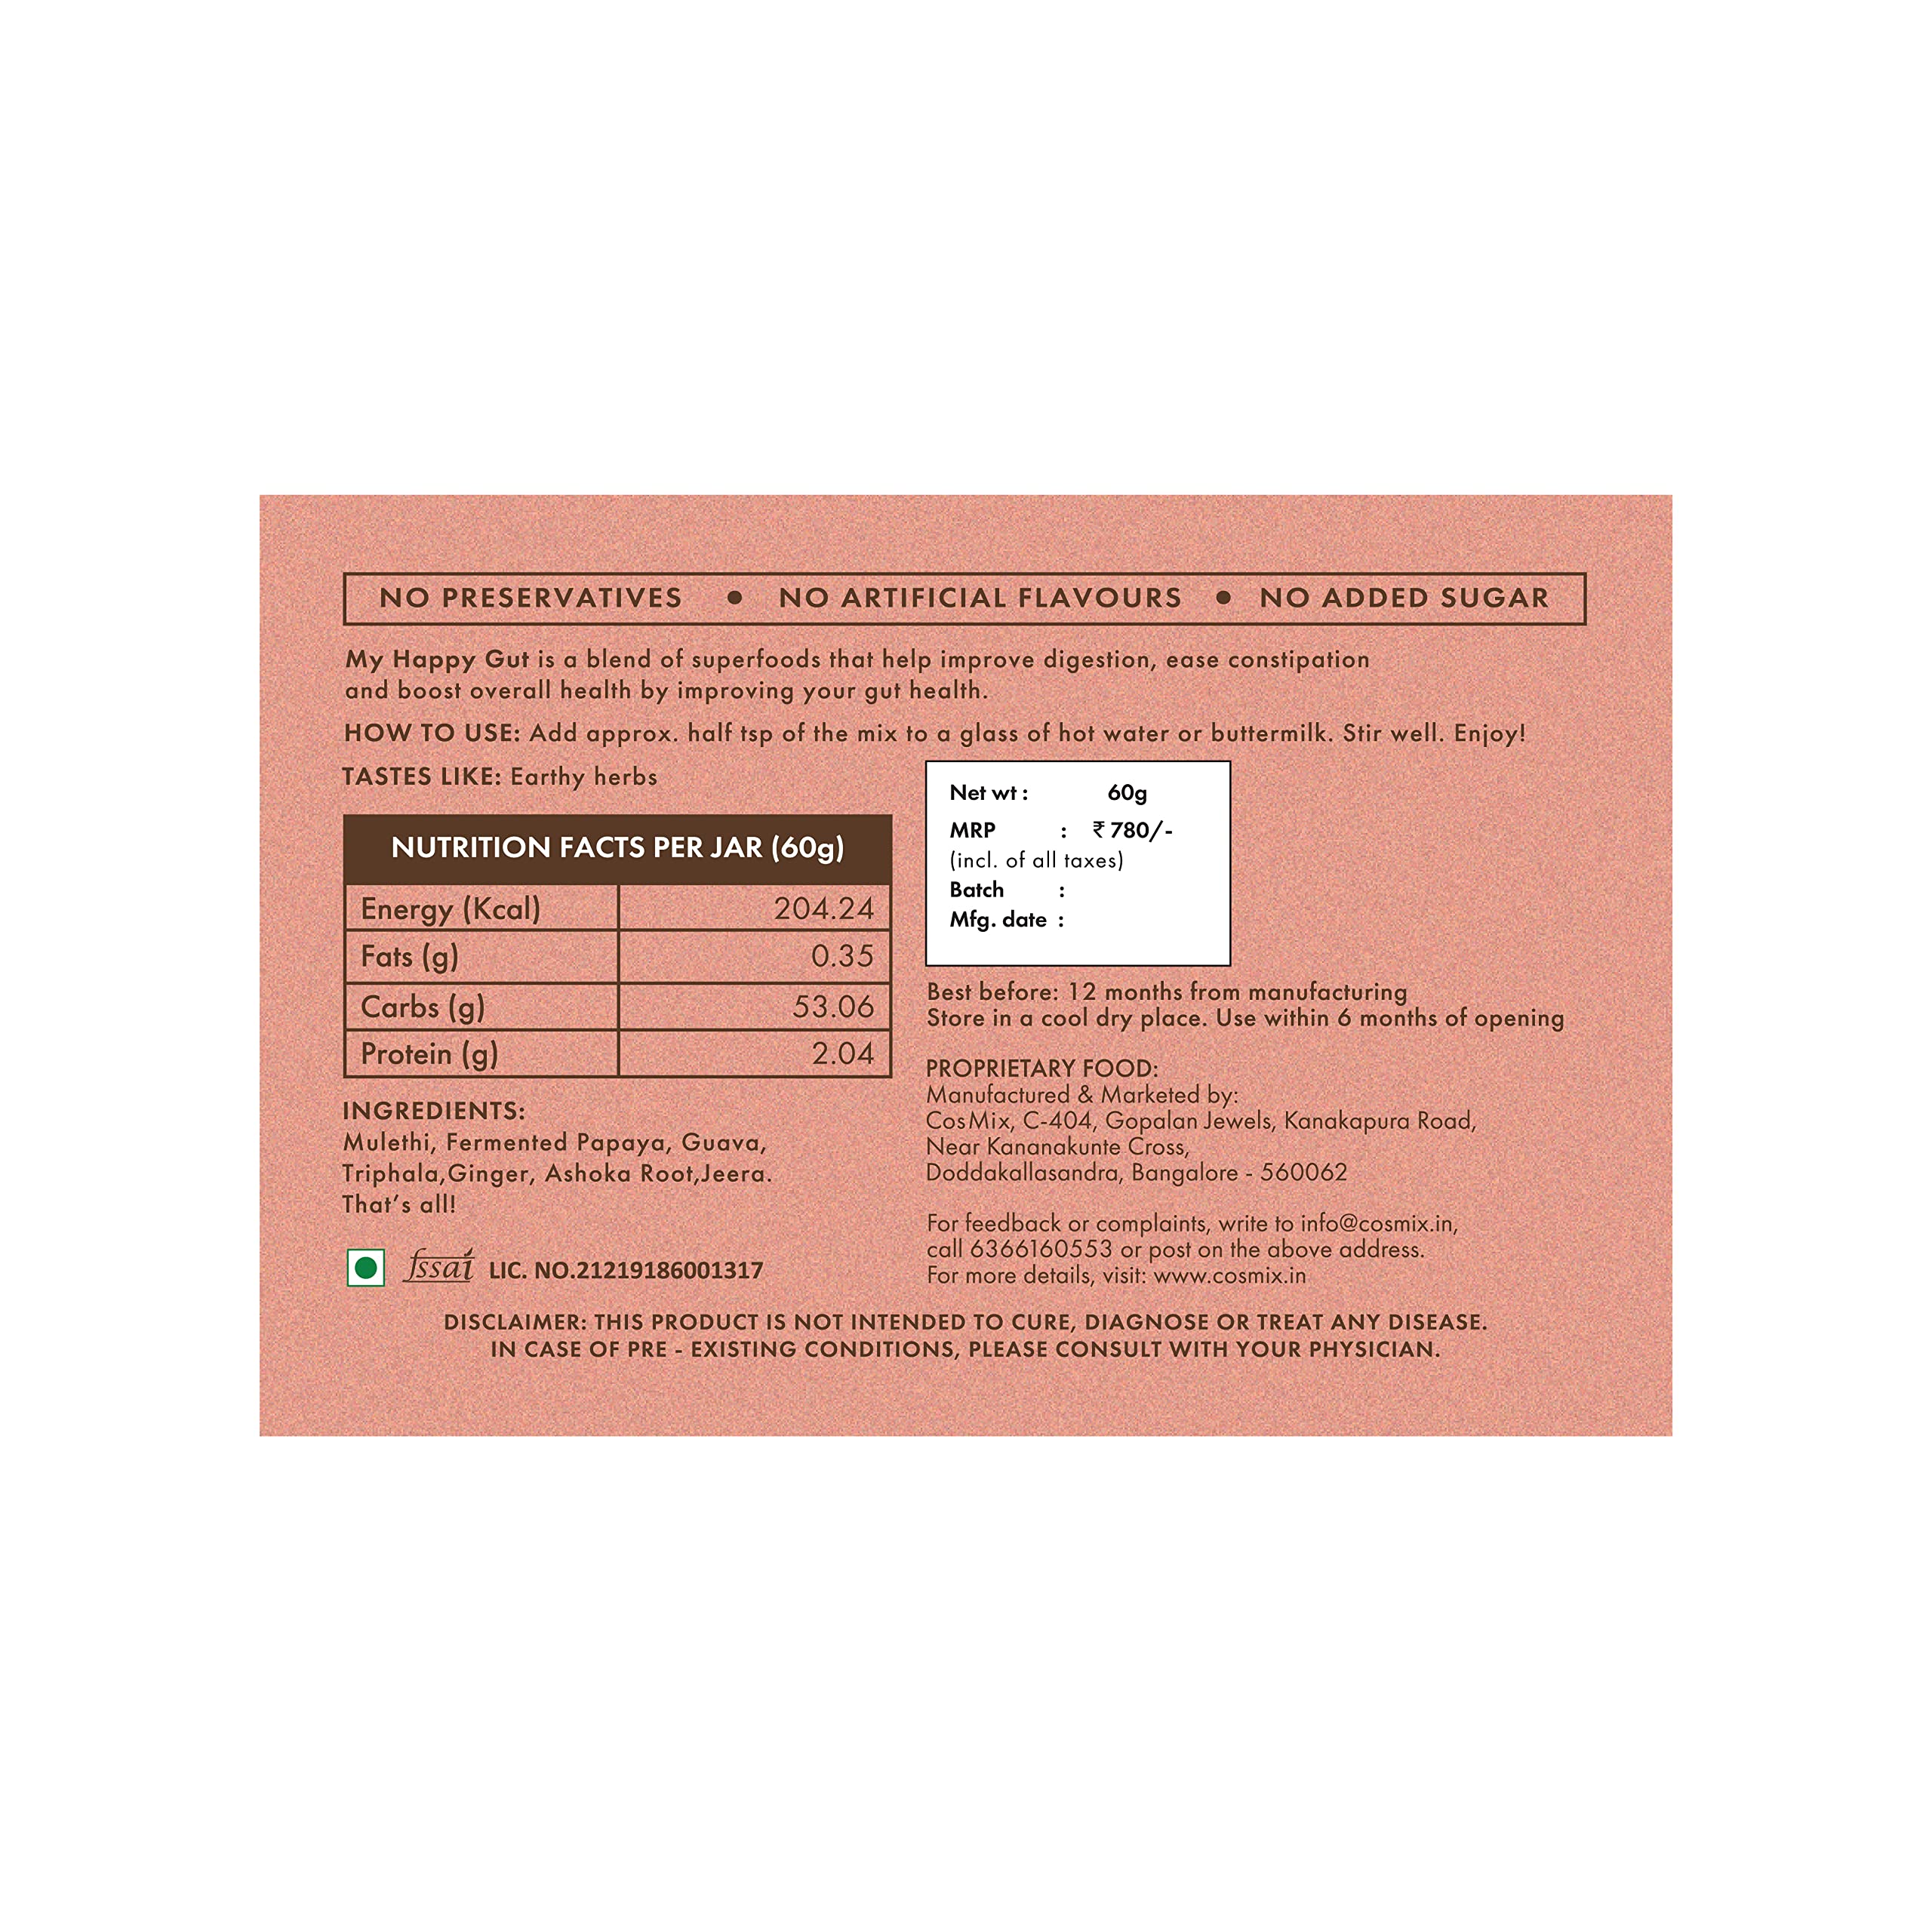 NO PRESERVATIVES • NO ARTIFICIAL FLAVOURS • NO ADDED SUGAR
My Happy Gut is a blend of superfoods that help improve digestion, ease constipation
and boost overall health by improving your gut health.
HOW TO USE: Add approx. half tsp of the mix to a glass of hot water or buttermilk. Stir well. Enjoy!
TASTES LIKE: Earthy herbs
NUTRITION FACTS PER JAR (60g)
Energy (Kcal) 204.24
Fats (g) 0.35
Carbs (g) 53.06
Protein (g) 2.04
INGREDIENTS:
Mulethi, Fermented Papaya, Guava,
Triphala,Ginger, Ashoka Root,Jeera.
That's all!
fssai LIC. NO.21219186001317
Net wt : 60g
MRP : ₹ 780/-
(incl. of all taxes)
Batch :
Mfg. date :
Best before: 12 months from manufacturing
Store in a cool dry place. Use within 6 months of opening
PROPRIETARY FOOD:
Manufactured & Marketed by:
CosMix, C-404, Gopalan Jewels, Kanakapura Road,
Near Kananakunte Cross,
Doddakallasandra, Bangalore - 560062
For feedback or complaints, write to info@cosmix.in,
call 6366160553 or post on the above address.
For more details, visit: www.cosmix.in
DISCLAIMER: THIS PRODUCT IS NOT INTENDED TO CURE, DIAGNOSE OR TREAT ANY DISEASE.
IN CASE OF PRE - EXISTING CONDITIONS, PLEASE CONSULT WITH YOUR PHYSICIAN.